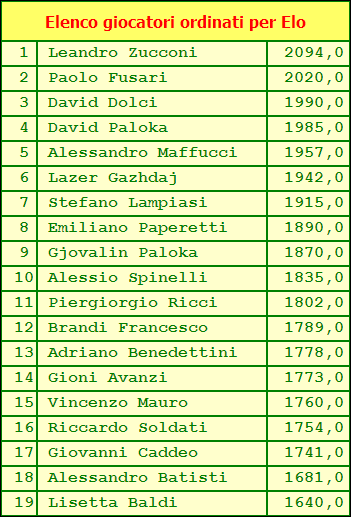 Elenco giocatori ordinati per Elo
1 Leandro Zucconi 2094,0
2 Paolo Fusari 2020,0
3 David Dolci 1990,0
4 David Paloka 1985,0
5 Alessandro Maffucci 1957,0
6 Lazer Gazhdaj 1942,0
7 Stefano Lampiasi 1915,0
8 Emiliano Paperetti 1890,0
9 Gjovalin Paloka 1870,0
10 Alessio Spinelli 1835,0
11 Piergiorgio Ricci 1802,0
12 Brandi Francesco 1789,0
13 Adriano Benedettini 1778,0
14 Gioni Avanzi 1773,0
15 Vincenzo Mauro 1760,0
16 Riccardo Soldati 1754,0
17 Giovanni Caddeo 1741,0
18 Alessandro Batisti 1681,0
19 Lisetta Baldi 1640,0